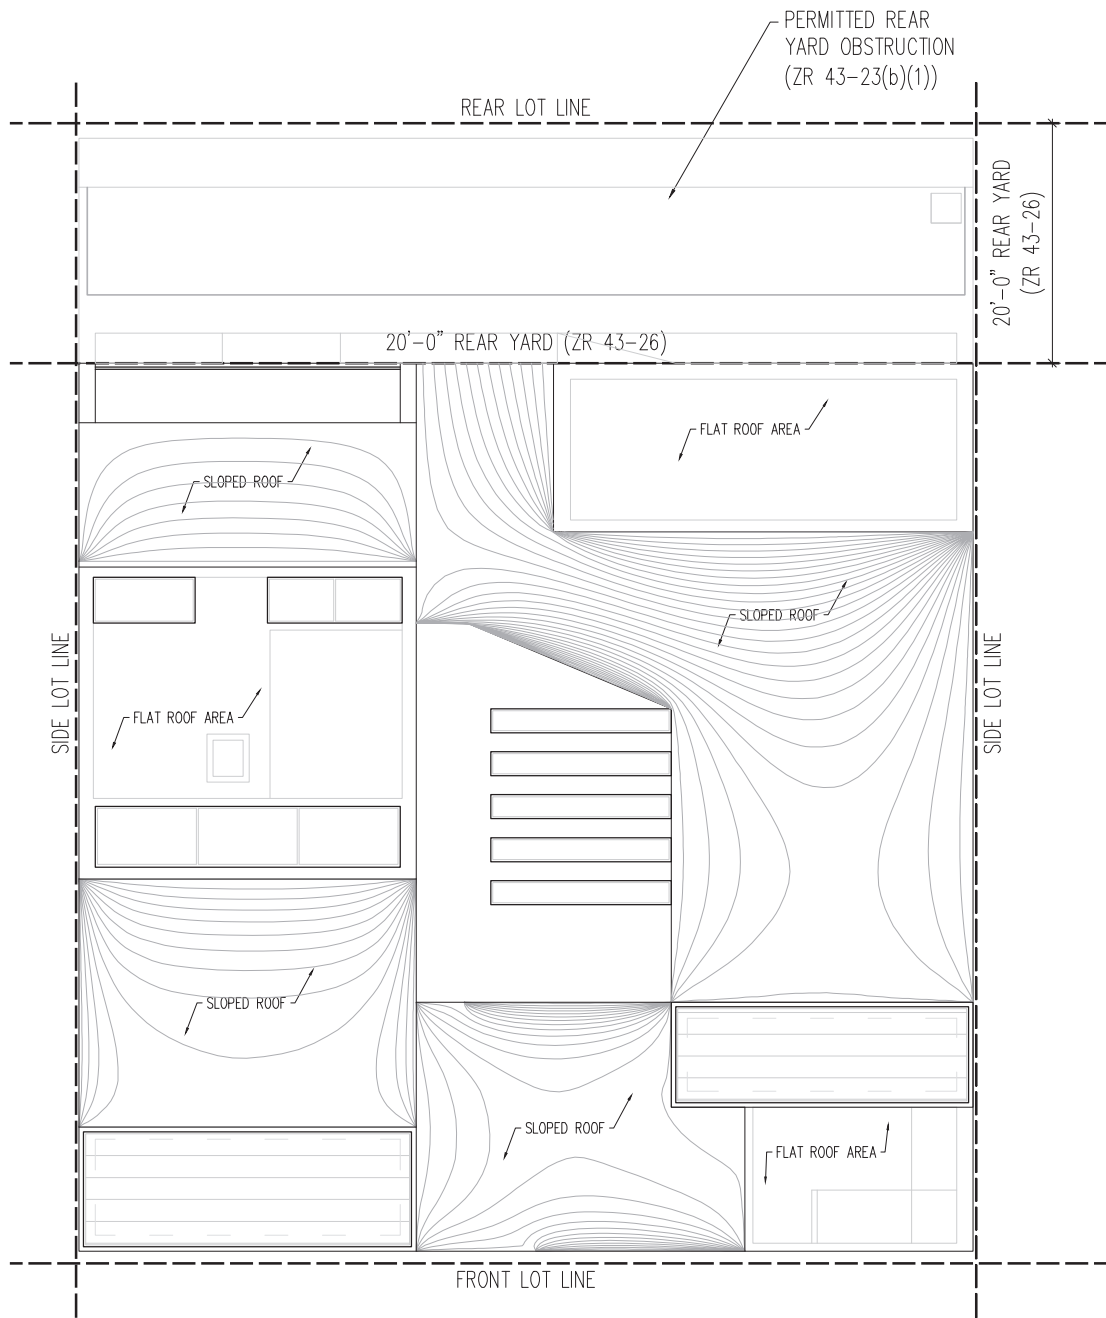 PERMITTED REAR
YARD OBSTRUCTION
(ZR 43-23(b)(1))
REAR LOT LINE
20'-0" REAR YARD
(ZR 43-26)
20'-0" REAR YARD (ZR 43-26)
FLAT ROOF AREA
SLOPED ROOF
SLOPED ROOF
SIDE LOT LINE
SIDE LOT LINE
FLAT ROOF AREA
SLOPED ROOF
SLOPED ROOF
FLAT ROOF AREA
FRONT LOT LINE